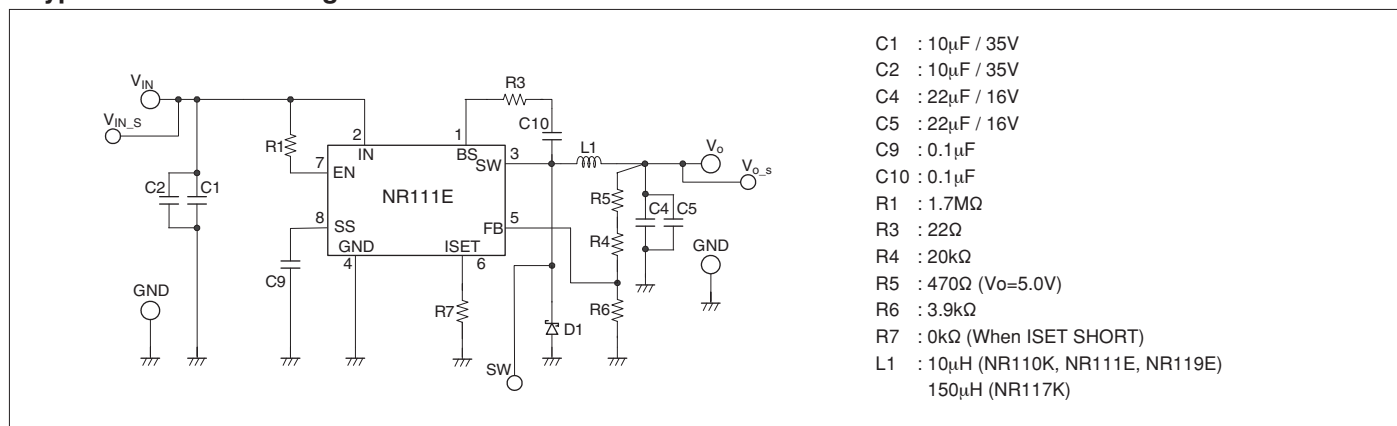 V_IN
V_IN_S
R3
C10
L1
V_o
V_o_s
R1
2
IN
1
BS
SW
3
7
EN
NR111E
C2
C1
8
SS
FB
5
R5
R4
C4
C5
GND
GND
4
ISET
6
C9
R7
R6
D1
SW
GND
C1 : 10μF / 35V
C2 : 10μF / 35V
C4 : 22μF / 16V
C5 : 22μF / 16V
C9 : 0.1μF
C10 : 0.1μF
R1 : 1.7MΩ
R3 : 22Ω
R4 : 20kΩ
R5 : 470Ω (Vo=5.0V)
R6 : 3.9kΩ
R7 : 0kΩ (When ISET SHORT)
L1 : 10μH (NR110K, NR111E, NR119E)
150μH (NR117K)